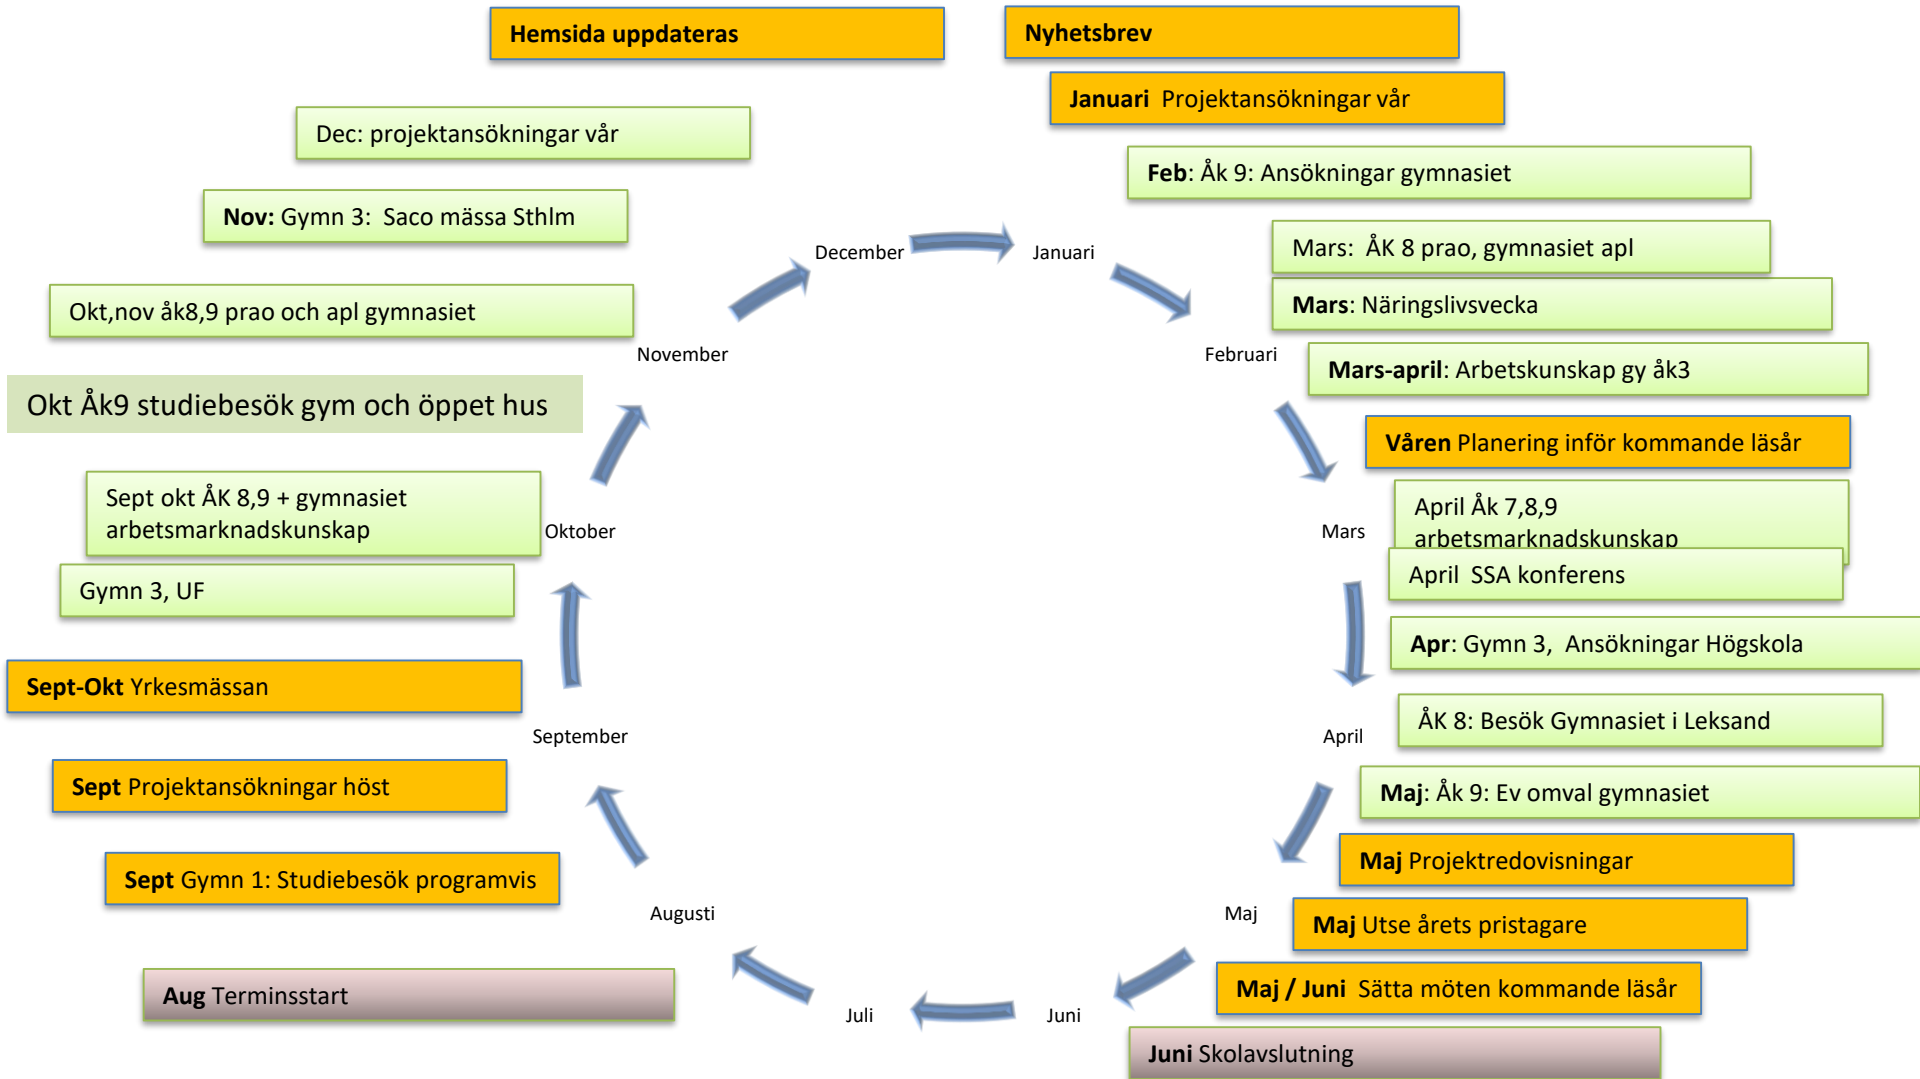 Hemsida uppdateras
Nyhetsbrev
Januari  Projektansökningar vår
Dec: projektansökningar vår
Feb: Åk 9: Ansökningar gymnasiet
Nov: Gymn 3:  Saco mässa Sthlm
Mars:  ÅK 8 prao, gymnasiet apl
December
Januari
Okt,nov åk8,9 prao och apl gymnasiet
Mars: Näringslivsvecka
November
Februari
Mars-april: Arbetskunskap gy åk3
Okt Åk9 studiebesök gym och öppet hus
Våren Planering inför kommande läsår
Sept okt ÅK 8,9 + gymnasiet
arbetsmarknadskunskap
Oktober
Mars
April Åk 7,8,9
arbetsmarknadskunskap
April  SSA konferens
Gymn 3, UF
Apr: Gymn 3,  Ansökningar Högskola
Sept-Okt Yrkesmässan
ÅK 8: Besök Gymnasiet i Leksand
September
April
Sept Projektansökningar höst
Maj: Åk 9: Ev omval gymnasiet
Maj Projektredovisningar
Sept Gymn 1: Studiebesök programvis
Augusti
Maj
Maj Utse årets pristagare
Aug Terminsstart
Maj / Juni  Sätta möten kommande läsår
Juli
Juni
Juni Skolavslutning